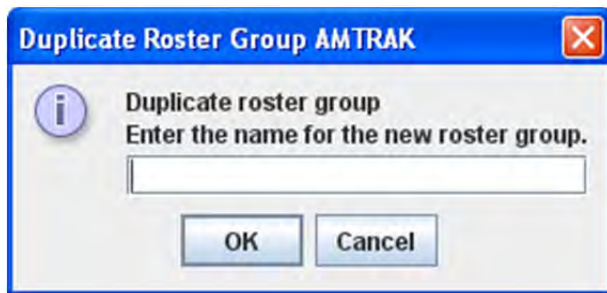 Duplicate Roster Group AMTRAK
Duplicate roster group
Enter the name for the new roster group.
OK
Cancel